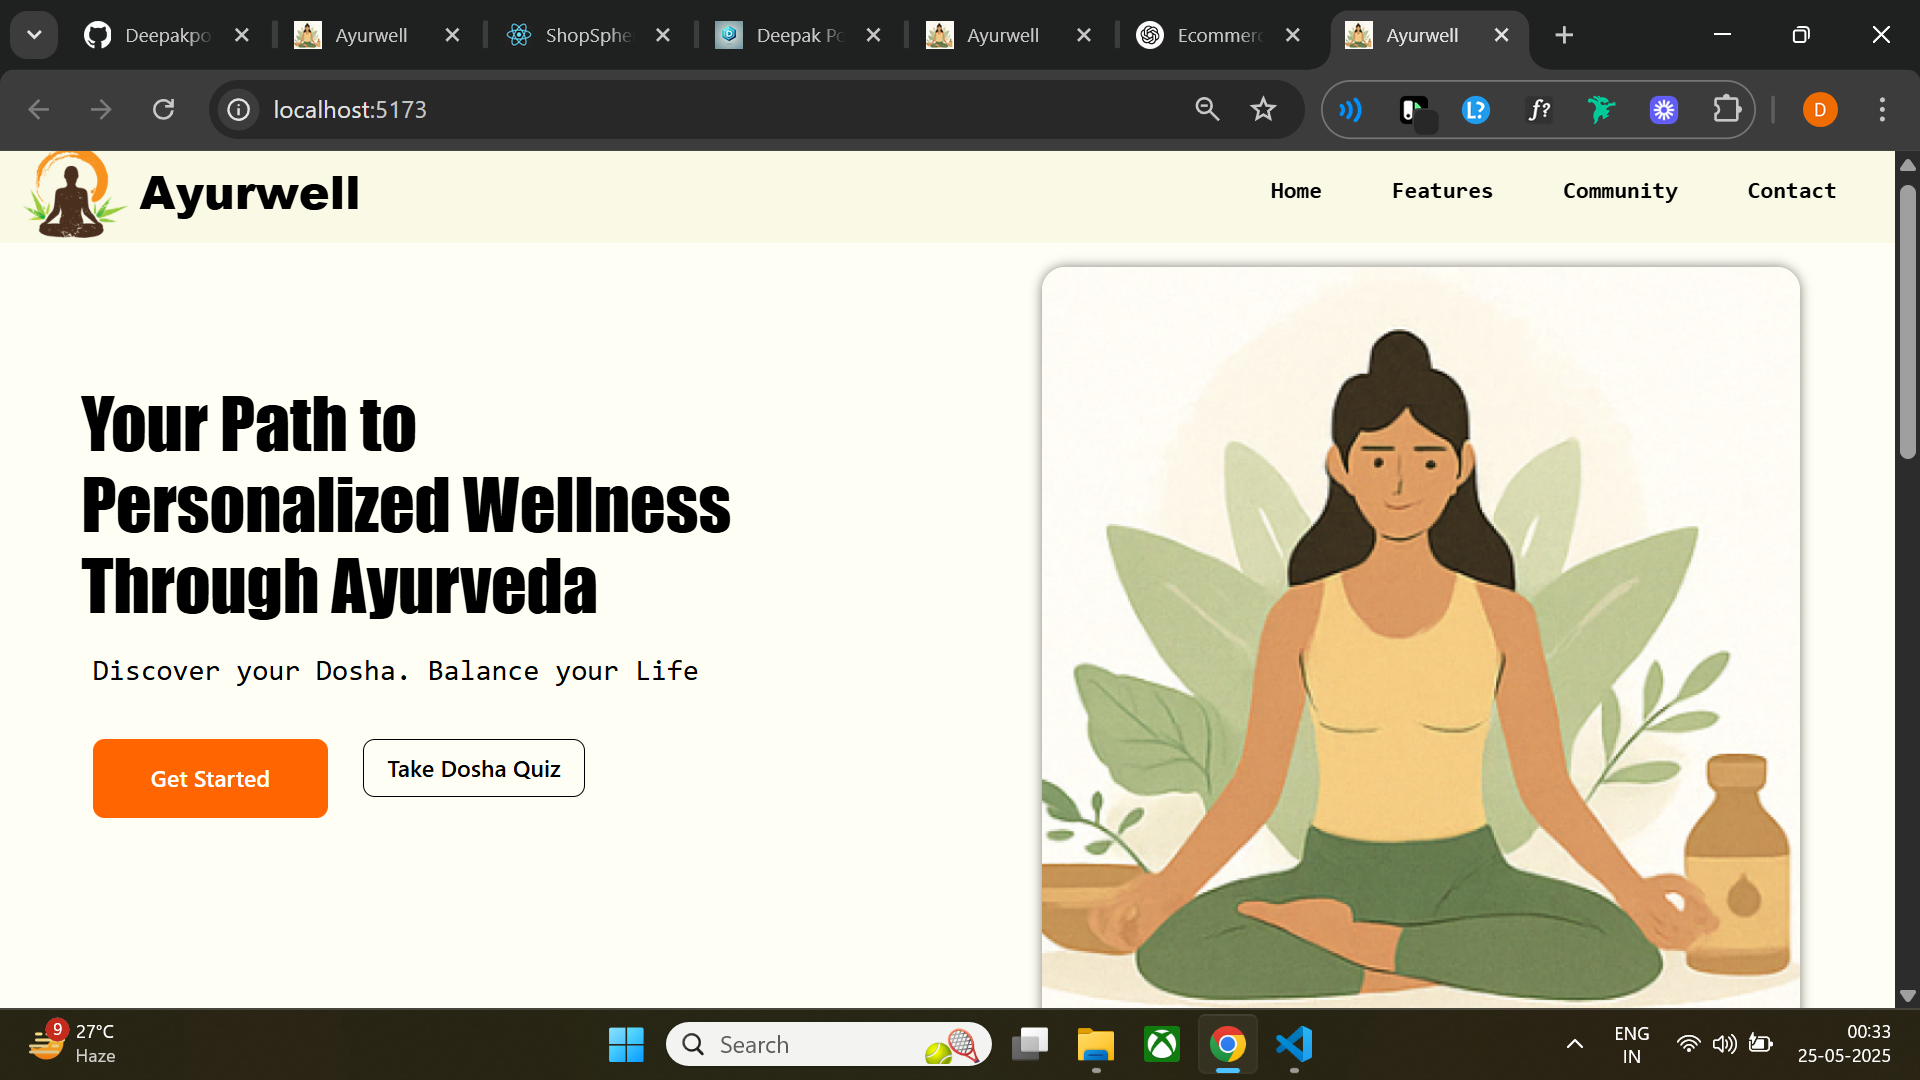 Deepakpo
Ayurwell
ShopSphe
Deepak Po
Ayurwell
Ecommerc
Ayurwell
localhost:5173
L?
f?
D
Ayurwell
Home
Features
Community
Contact
Your Path to
Personalized Wellness
Through Ayurveda
Discover your Dosha. Balance your Life
Get Started
Take Dosha Quiz
9
27°C
Haze
Search
ENG
IN
00:33
25-05-2025